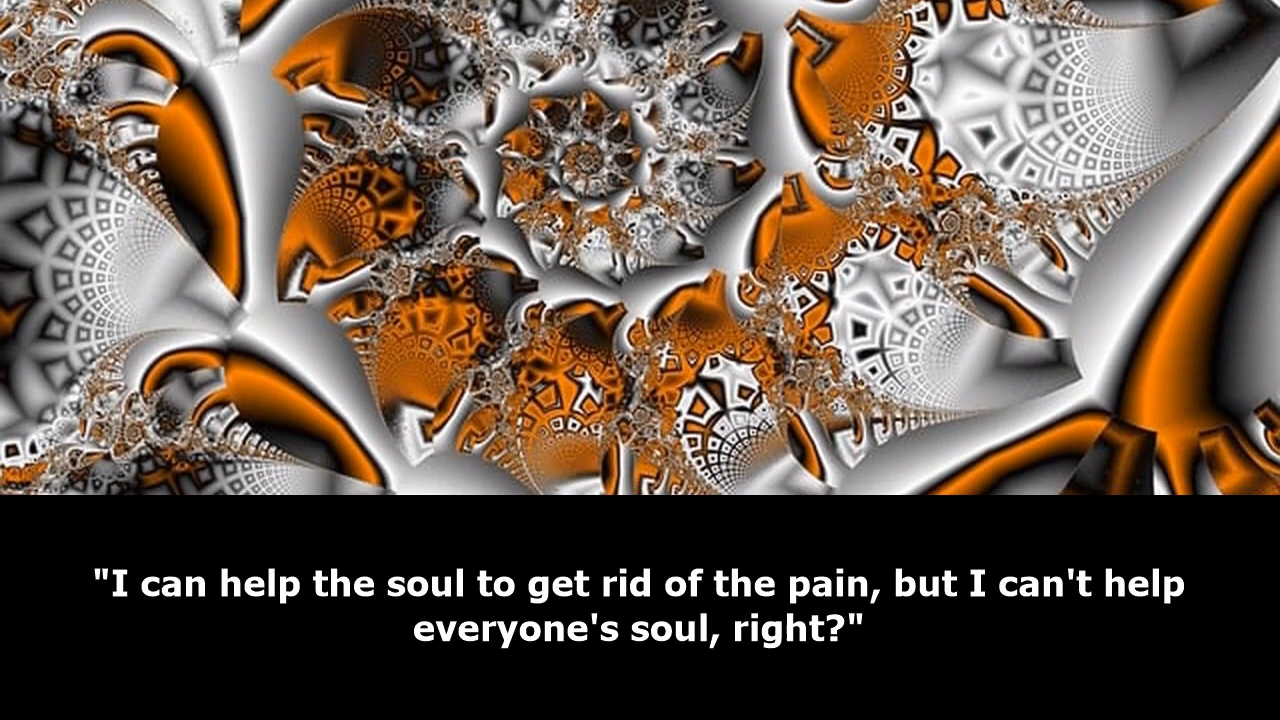 "I can help the soul to get rid of the pain, but I can't help
everyone's soul, right?"